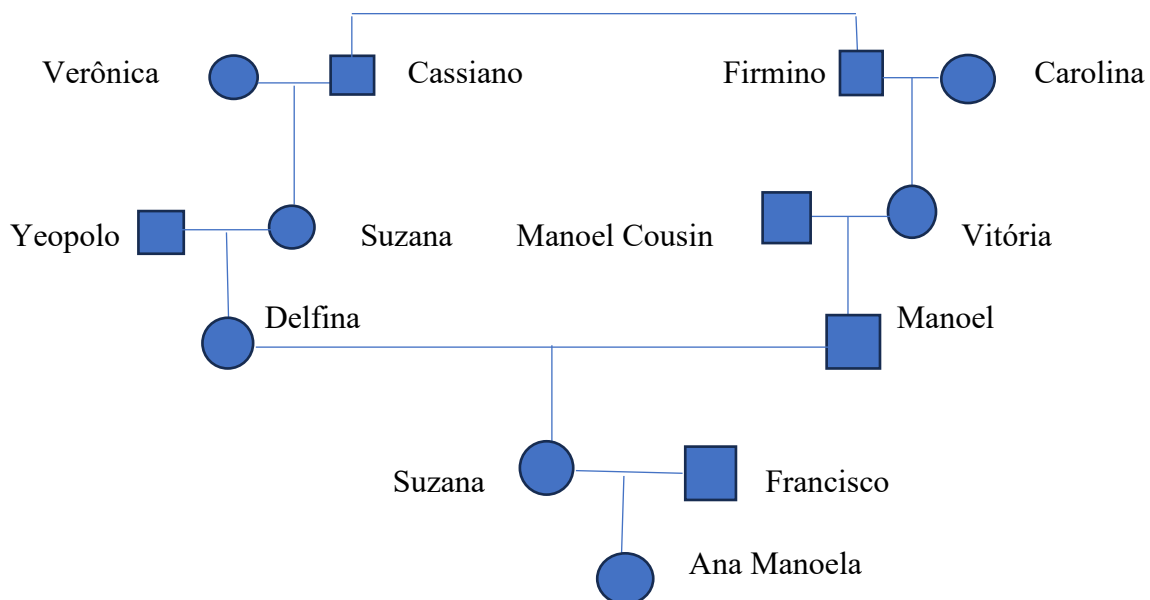 Verônica
Cassiano
Firmino
Carolina
Yeopolo
Suzana
Manoel Cousin
Vitória
Delfina
Manoel
Suzana
Francisco
Ana Manoela